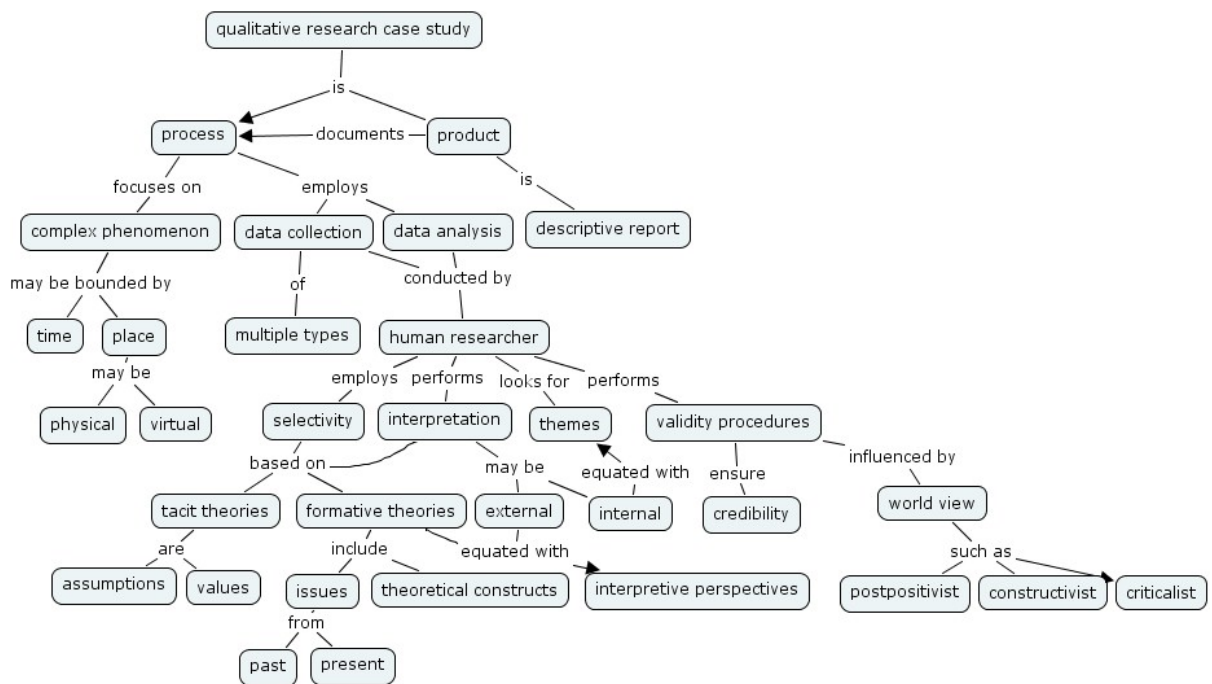 qualitative research case study
is
process
documents
product
focuses on
employs
is
complex phenomenon
data collection
data analysis
descriptive report
may be bounded by
of
conducted by
time
place
multiple types
human researcher
may be
employs
performs
looks for
performs
physical
virtual
selectivity
interpretation
themes
validity procedures
based on
may be
equated with
ensure
influenced by
tacit theories
formative theories
external
internal
credibility
world view
are
include
equated with
such as
assumptions
values
issues
theoretical constructs
interpretive perspectives
postpositivist
constructivist
criticalist
from
past
present